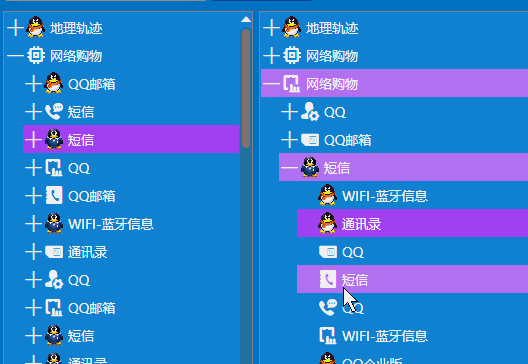 地理轨迹
网络购物
QQ邮箱
短信
短信
QQ
QQ邮箱
WIFI-蓝牙信息
通讯录
QQ
QQ邮箱
短信
通讯录
地理轨迹
网络购物
网络购物
QQ
QQ邮箱
短信
WIFI-蓝牙信息
通讯录
QQ
短信
QQ
WIFI-蓝牙信息
QQ企业版